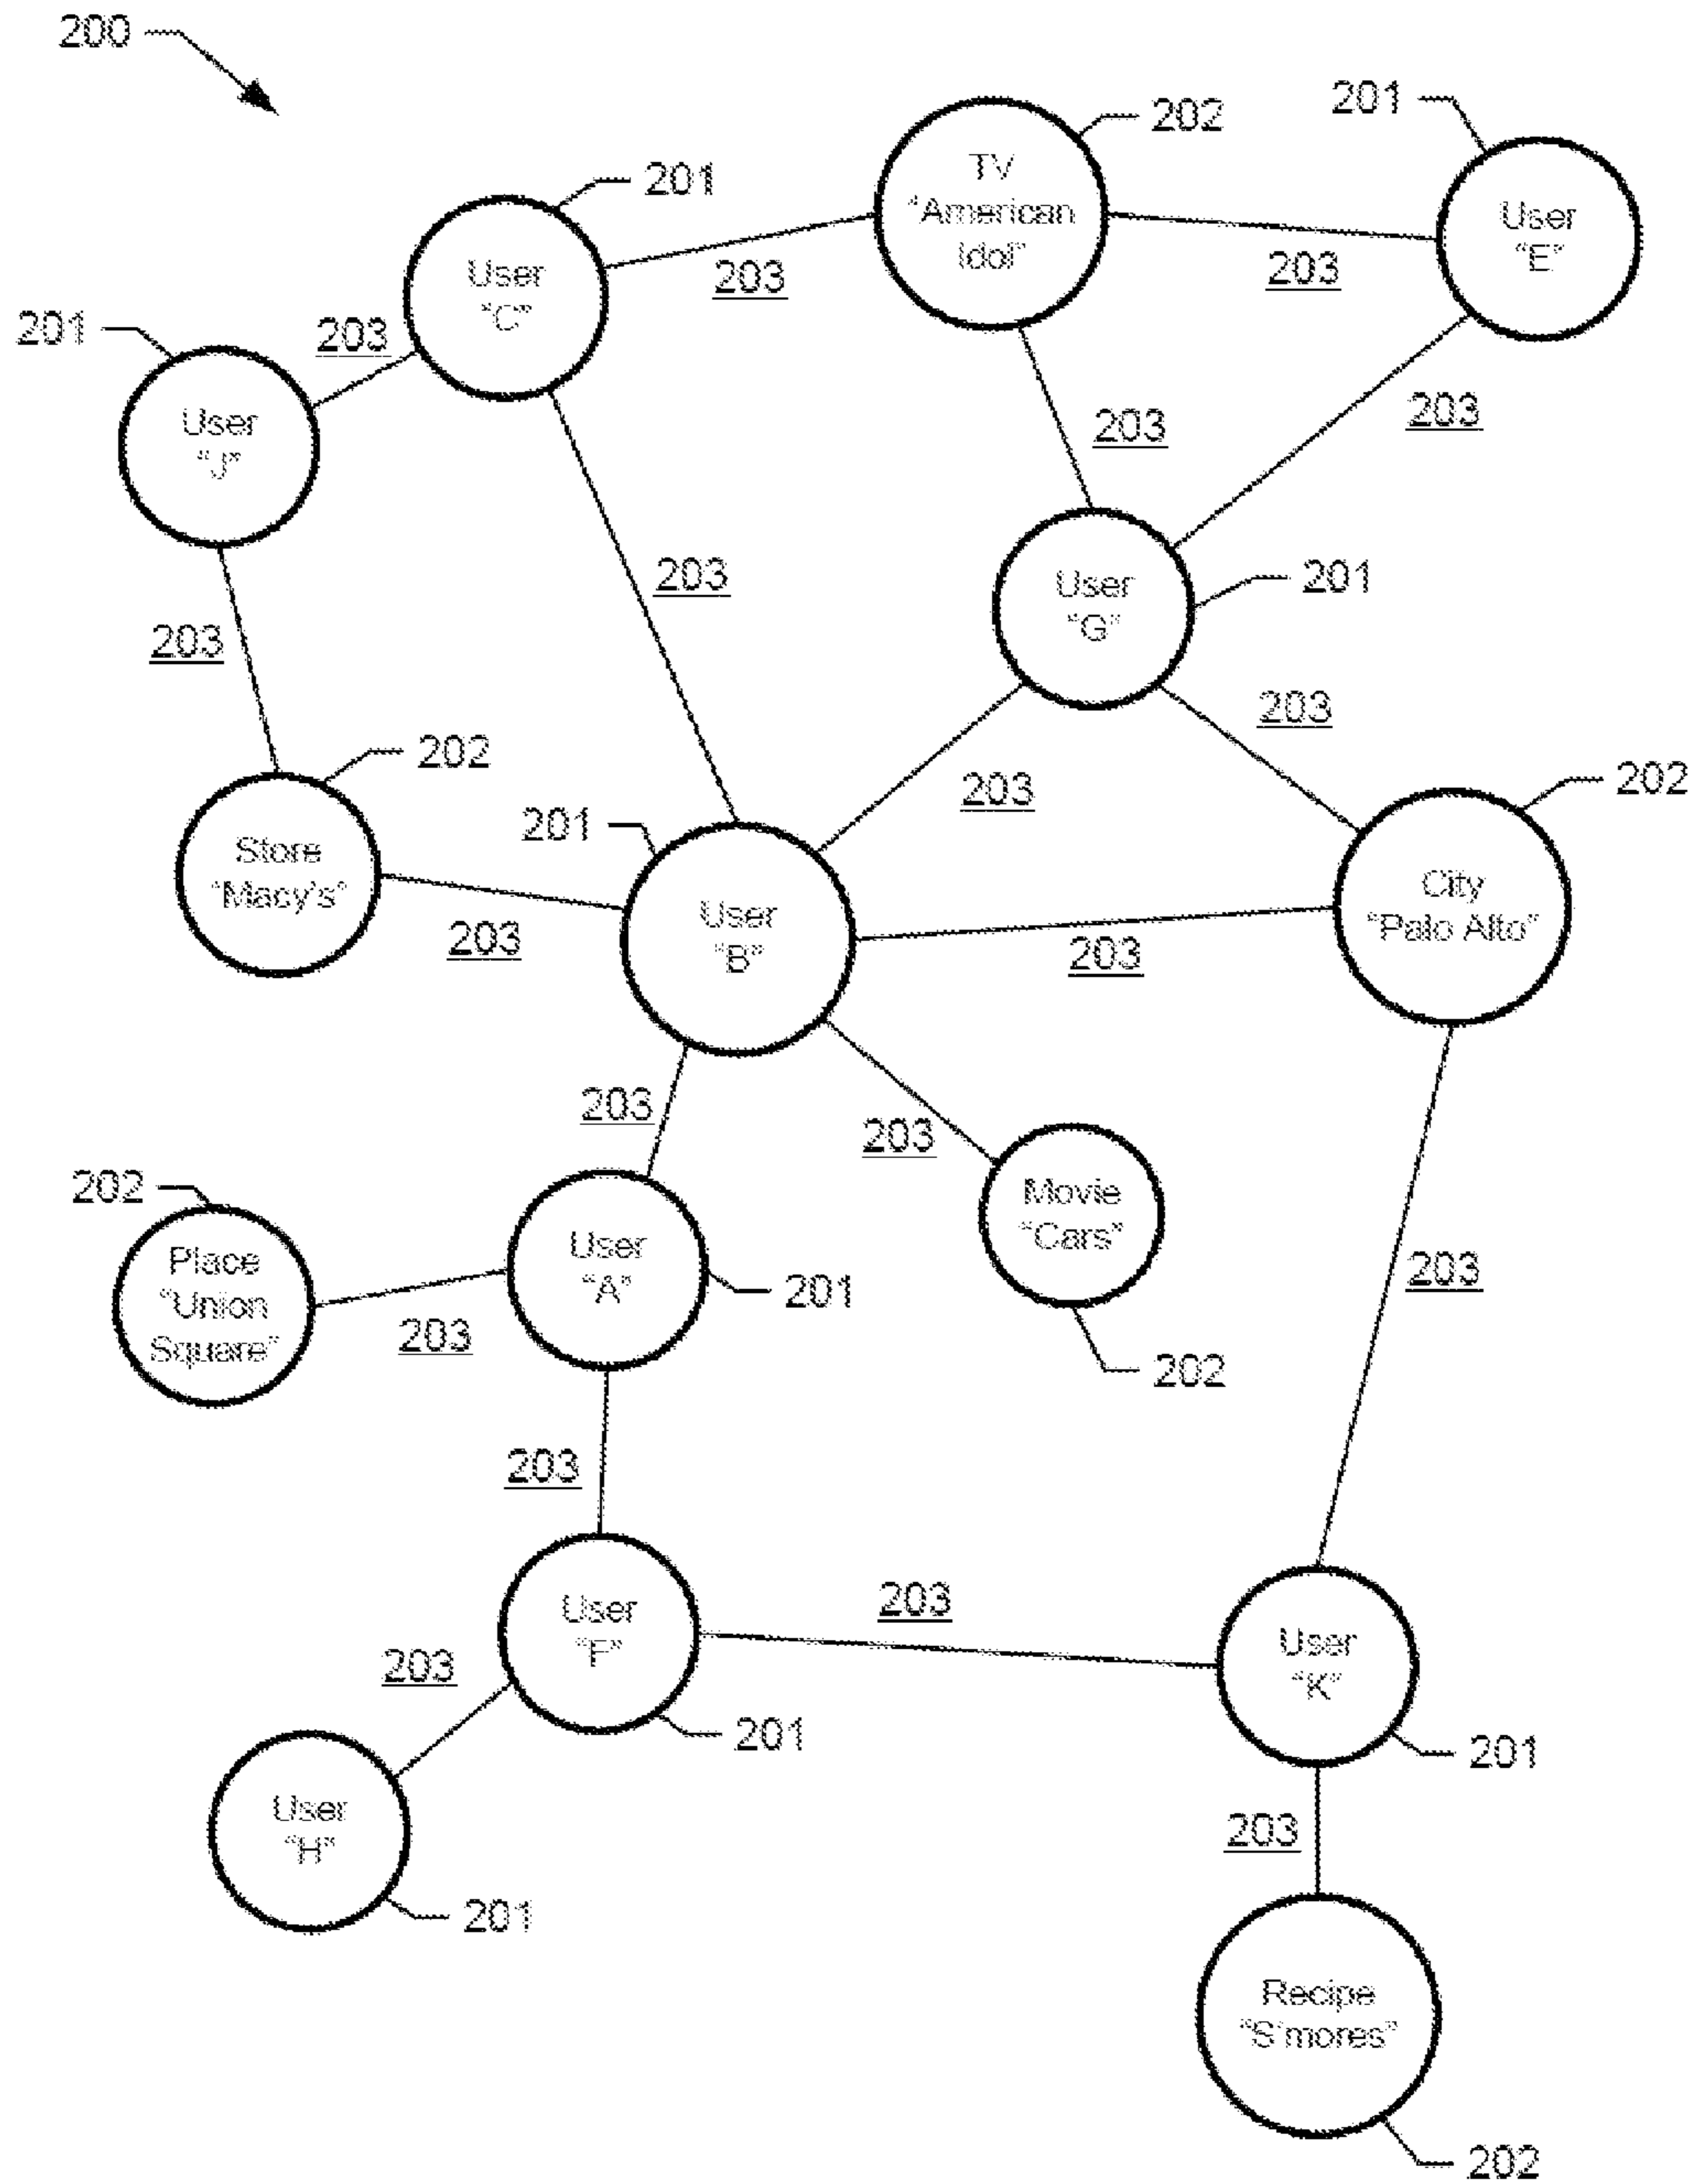 200
201
TV
"American
Idol"
202
201
User
"E"
User
"C"
203
203
201
203
User
"J"
203
203
203
User
"G"
201
203
203
203
202
Store
"Macy's"
201
203
202
City
"Palo Alto"
User
"B"
203
203
203
203
202
Place
"Union
Square"
User
"A"
201
Movie
"Cars"
203
203
202
203
User
"F"
203
203
User
"K"
201
201
User
"H"
203
201
Recipe
"S'mores"
202